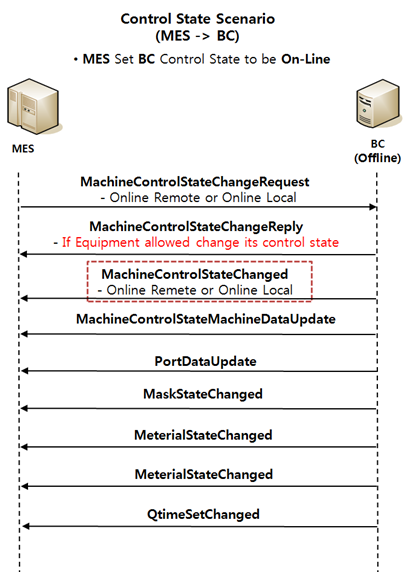 Control State Scenario
(MES -> BC)
• MES Set BC Control State to be On-Line
MES
BC
(Offline)
MachineControlStateChangeRequest
- Online Remote or Online Local
MachineControlStateChangeReply
- If Equipment allowed change its control state
MachineControlStateChanged
- Online Remete or Online Local
MachineControlStateMachineDataUpdate
PortDataUpdate
MaskStateChanged
MeterialStateChanged
MeterialStateChanged
QtimeSetChanged